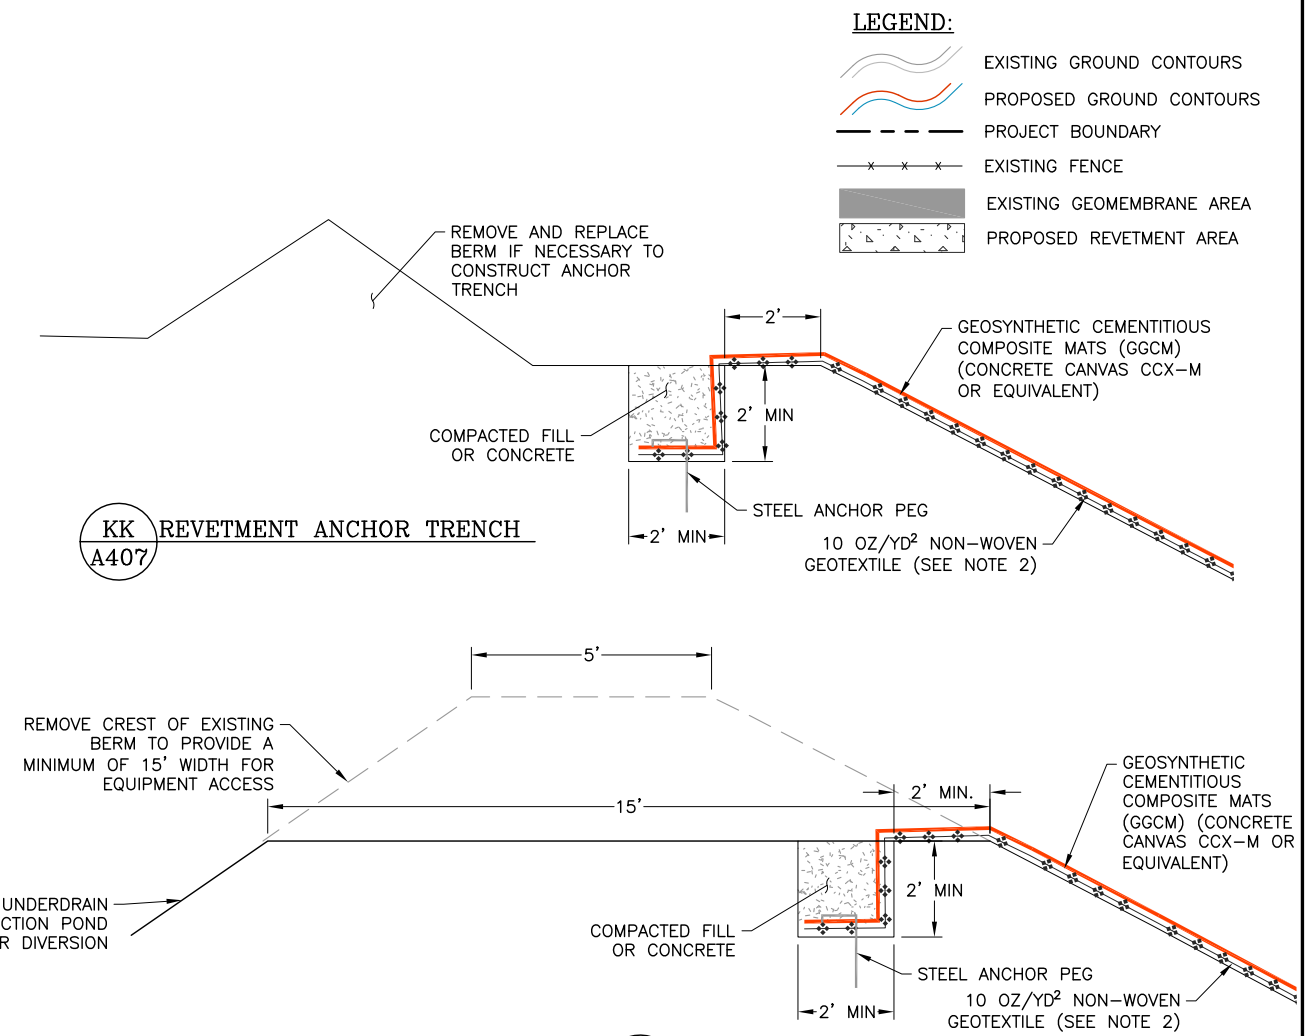 LEGEND:
EXISTING GROUND CONTOURS
PROPOSED GROUND CONTOURS
PROJECT BOUNDARY
EXISTING FENCE
EXISTING GEOMEMBRANE AREA
PROPOSED REVETMENT AREA
REMOVE AND REPLACE
BERM IF NECESSARY TO
CONSTRUCT ANCHOR
TRENCH
2'
GEOSYNTHETIC CEMENTITIOUS
COMPOSITE MATS (GGCM)
(CONCRETE CANVAS CCX-M
OR EQUIVALENT)
2' MIN
COMPACTED FILL
OR CONCRETE
STEEL ANCHOR PEG
2' MIN
10 OZ/YD² NON-WOVEN
GEOTEXTILE (SEE NOTE 2)
KK
A407
REVETMENT ANCHOR TRENCH
5'
REMOVE CREST OF EXISTING
BERM TO PROVIDE A
MINIMUM OF 15' WIDTH FOR
EQUIPMENT ACCESS
15'
2' MIN.
GEOSYNTHETIC
CEMENTITIOUS
COMPOSITE MATS
(GGCM) (CONCRETE
CANVAS CCX-M OR
EQUIVALENT)
2' MIN
UNDERDRAIN
CTION POND
R DIVERSION
COMPACTED FILL
OR CONCRETE
STEEL ANCHOR PEG
2' MIN
10 OZ/YD² NON-WOVEN
GEOTEXTILE (SEE NOTE 2)